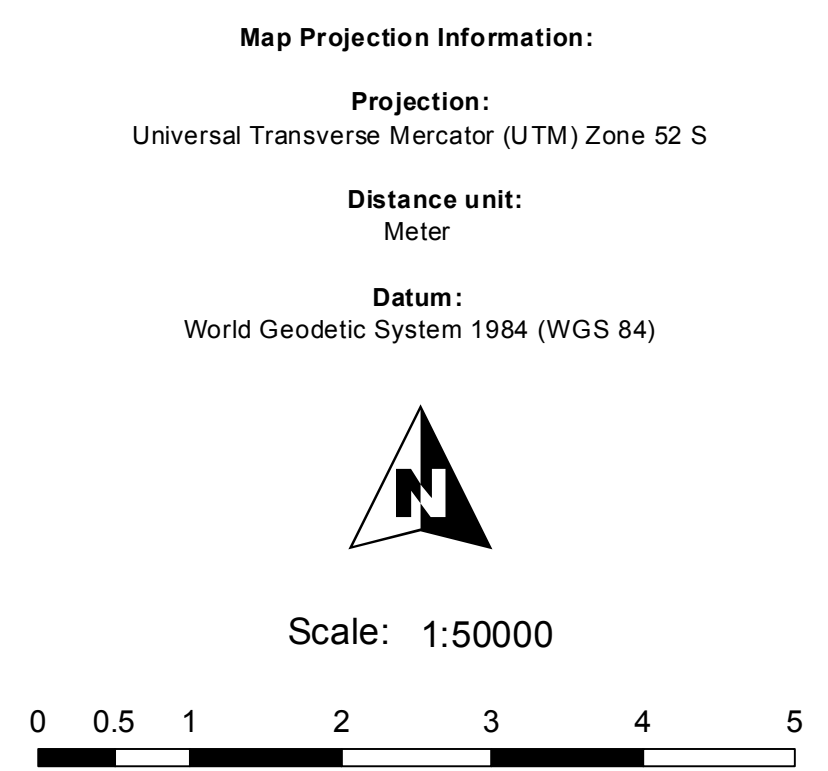 Map Projection Information:
Projection:
Universal Transverse Mercator (UTM) Zone 52 S
Distance unit:
Meter
Datum:
World Geodetic System 1984 (WGS 84)
N
Scale: 1:50000
0 0.5 1 2 3 4 5